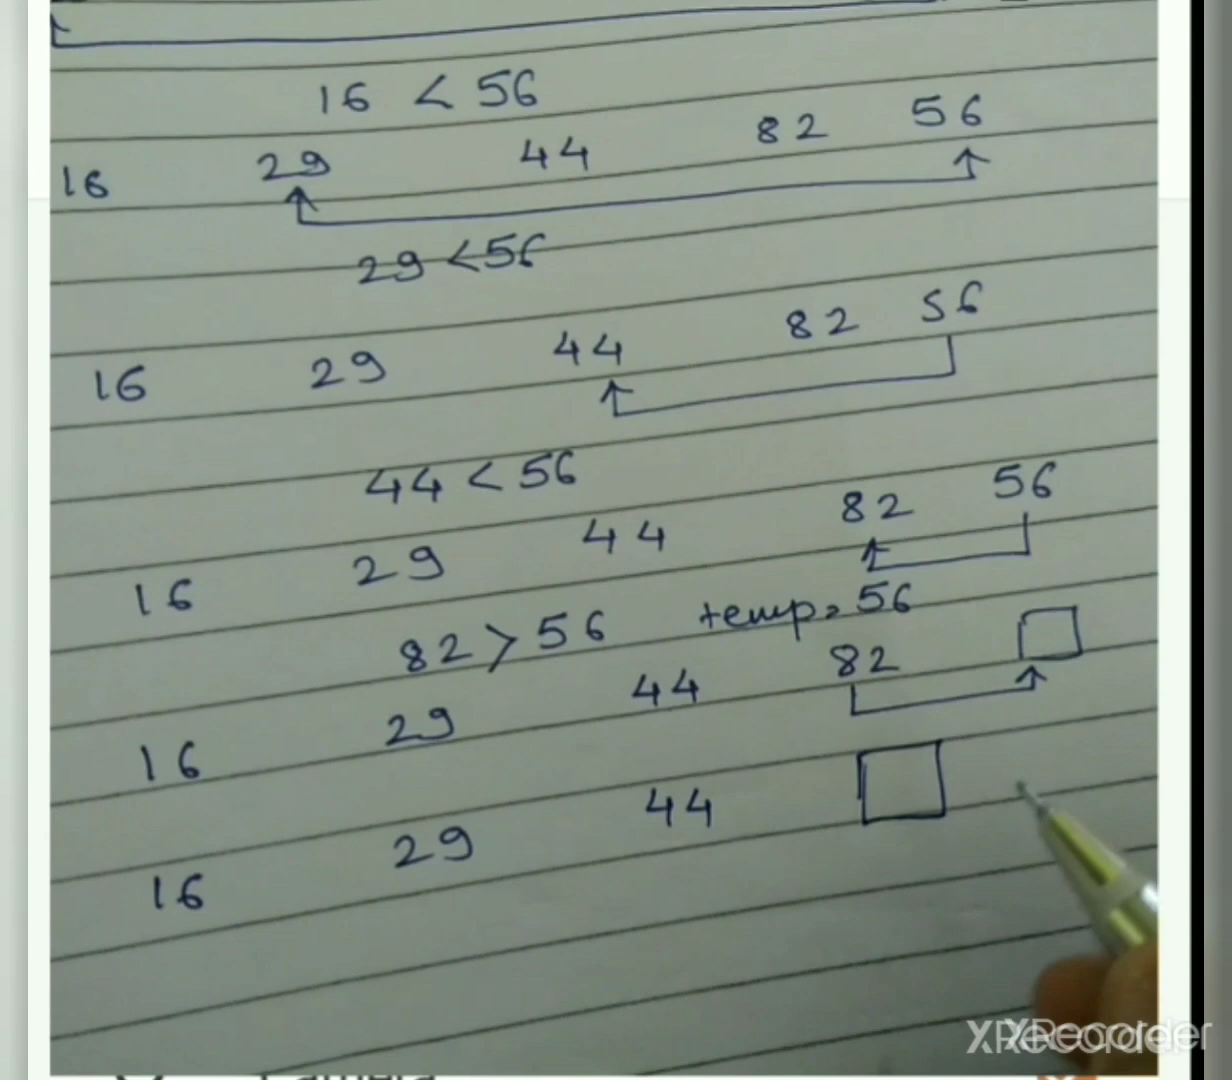 16 < 56
16 29 44 82 56
29 < 56
16 29 44 82 56
44 < 56
16 29 44 82 56
82 > 56 temp = 56
16 29 44 82
16 29 44
XRecorder